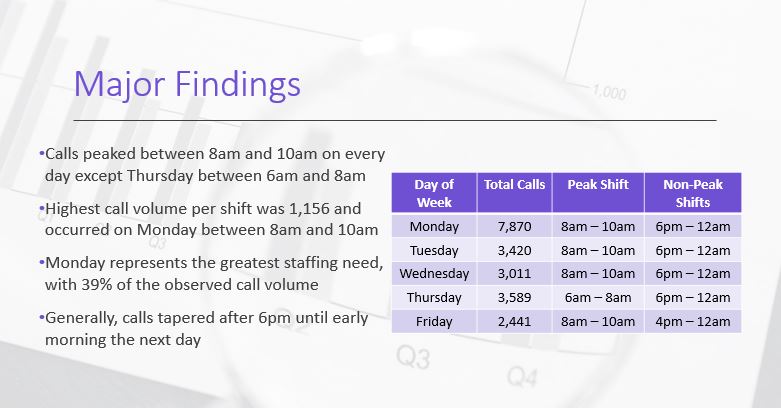 Major Findings
1,000
•Calls peaked between 8am and 10am on every
day except Thursday between 6am and 8am
•Highest call volume per shift was 1,156 and
occurred on Monday between 8am and 10am
•Monday represents the greatest staffing need,
with 39% of the observed call volume
•Generally, calls tapered after 6pm until early
morning the next day
Day of Week Total Calls Peak Shift Non-Peak Shifts
Monday 7,870 8am – 10am 6pm – 12am
Tuesday 3,420 8am – 10am 6pm – 12am
Wednesday 3,011 8am – 10am 6pm – 12am
Thursday 3,589 6am – 8am 6pm – 12am
Friday 2,441 8am – 10am 4pm – 12am
Q3
Q2
Q3
Q4